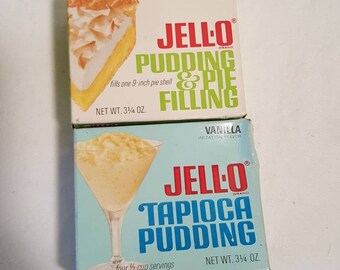 JELL-O®
BRAND
PUDDING
& PIE
fills one 9-inch pie shell
FILLING
NET WT. 3¼ OZ.
VANILLA
JELL-O®
BRAND
TAPIOCA
PUDDING
four ½-cup servings
NET WT. 3¼ OZ.